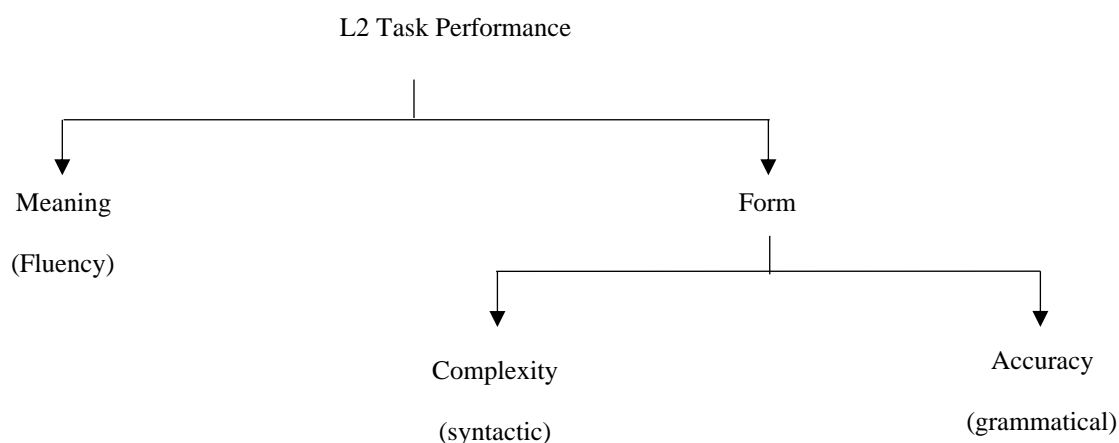 L2 Task Performance
Meaning
(Fluency)
Form
Complexity
(syntactic)
Accuracy
(grammatical)